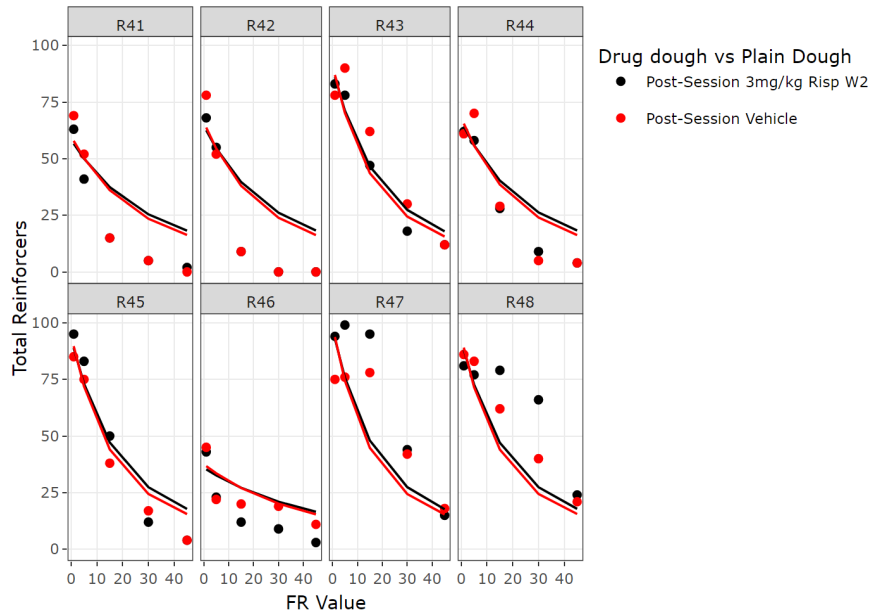 R41 R42 R43 R44
100
75
50
25
0
R45 R46 R47 R48
100
75
50
25
0
0 10 20 30 40 0 10 20 30 40 0 10 20 30 40 0 10 20 30 40
FR Value
Total Reinforcers
Drug dough vs Plain Dough
Post-Session 3mg/kg Risp W2
Post-Session Vehicle